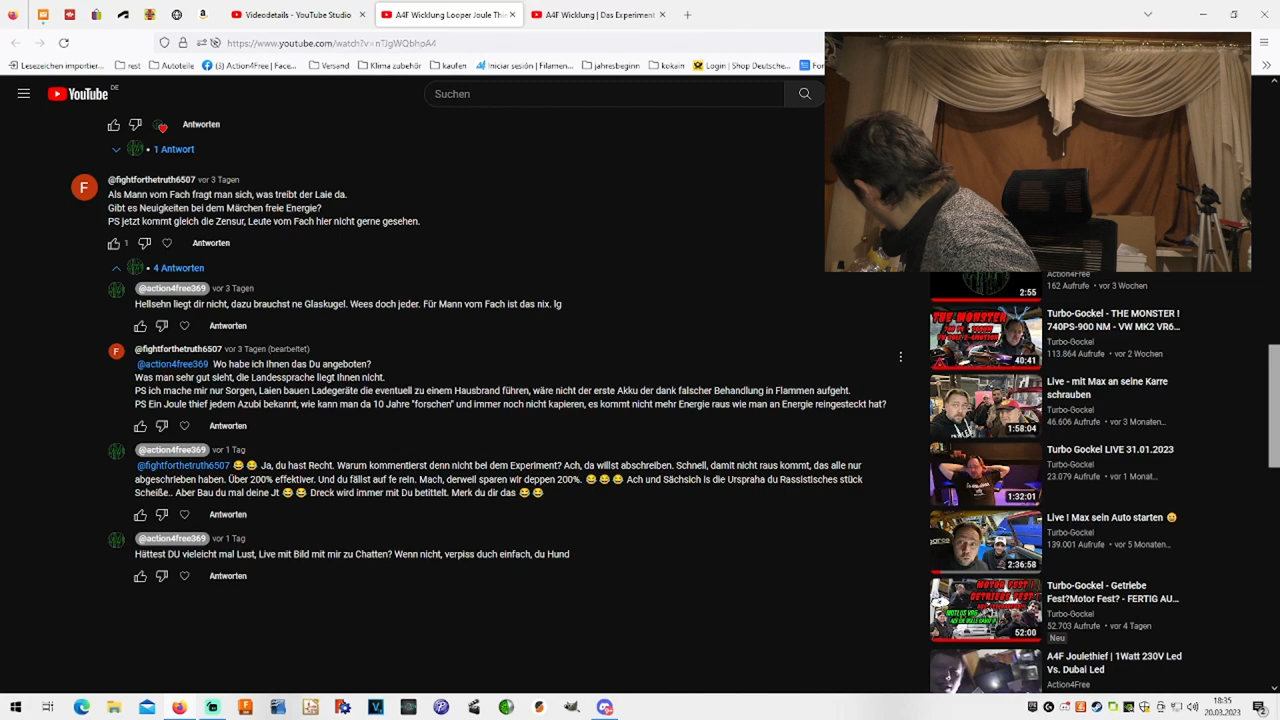 Videodetails - YouTube Studio
A4F Wicklung Looper Joule Thie
A4F Wicklung | Das Experiment
https://www.youtube.com/watch?v=nTJgWQbhpA4
Lesezeichen importier...
rest
Autoteile
(3) Action4Free | Face...
Versand
Klima zubehör
kaufen
Iniciar sesión | Filamen...
jahresbeginn
kokain
Login | Shop Deutsche...
YouTube DE
Suchen
Antworten
1 Antwort
F
@fightforthetruth6507 vor 3 Tagen
Als Mann vom Fach fragt man sich, was treibt der Laie da.
Gibt es Neuigkeiten bei dem Märchen freie Energie?
PS jetzt kommt gleich die Zensur, Leute vom Fach hier nicht gerne gesehen.
1 Antworten
4 Antworten
@action4free369 vor 3 Tagen
Hellsehn liegt dir nicht, dazu brauchst ne Glaskugel. Wees doch jeder. Für Mann vom Fach ist das nix. lg
Antworten
F
@fightforthetruth6507 vor 3 Tagen (bearbeitet)
@action4free369 Wo habe ich Ihnen das Du angeboten?
Was man sehr gut sieht, die Landessprache liegt Ihnen nicht.
PS ich mache mir nur Sorgen, Laien bauen Ladegeräte die eventuell zu einem Hausbrand führen, wäre nicht der erste Akku der dank falscher Behandlung in Flammen aufgeht.
PS Ein Joule thief jedem Azubi bekannt, wie kann man da 10 Jahre "forschen" und immer noch nicht kapieren, es kommt nicht mehr Energie raus wie man an Energie reingesteckt hat?
Antworten
@action4free369 vor 1 Tag
@fightforthetruth6507 😂 😂 Ja, du hast Recht. Warum kommentierst denn nicht bei dem Experiment? Ach, da willst abschreiben. Schnell, damit nicht raus kommt, das alle nur
abgeschrieben haben. Über 200% effektiver. Und du bist auf fe rein. Mach, derweil sparen wir deppen 200%. 😂 😂 😂 Ach und Sächsich is die Urspraha du Rassistisches stück
Scheiße.. Aber Bau du mal deine Jt 😂 😂 Dreck wird immer mit Du betittelt. Merk du dir das 😂 😂
Antworten
@action4free369 vor 1 Tag
Hättest DU vieleicht mal Lust, Live mit Bild mit mir zu Chatten? Wenn nicht, verpiss duch einfach, du Hund
Antworten
Action4Free
162 Aufrufe • vor 3 Wochen
2:55
THE MONSTER
40:41
Turbo-Gockel - THE MONSTER !
740PS-900 NM - VW MK2 VR6...
Turbo-Gockel
113.864 Aufrufe • vor 2 Wochen
1:58:04
Live - mit Max an seine Karre
schrauben
Turbo-Gockel
46.606 Aufrufe • vor 3 Monaten...
1:32:01
Turbo Gockel LIVE 31.01.2023
Turbo-Gockel
23.079 Aufrufe • vor 1 Monat...
2:36:58
Live ! Max sein Auto starten 😀
Turbo-Gockel
139.001 Aufrufe • vor 5 Monaten...
MOTOR FEST !
GETRIEBE FEST!
52:00
Turbo-Gockel - Getriebe
Fest?Motor Fest? - FERTIG AU...
Turbo-Gockel
52.703 Aufrufe • vor 4 Tagen
Neu
A4F Joulethief | 1Watt 230V Led
Vs. Dubai Led
Action4Free
18:35
20.03.2023
2